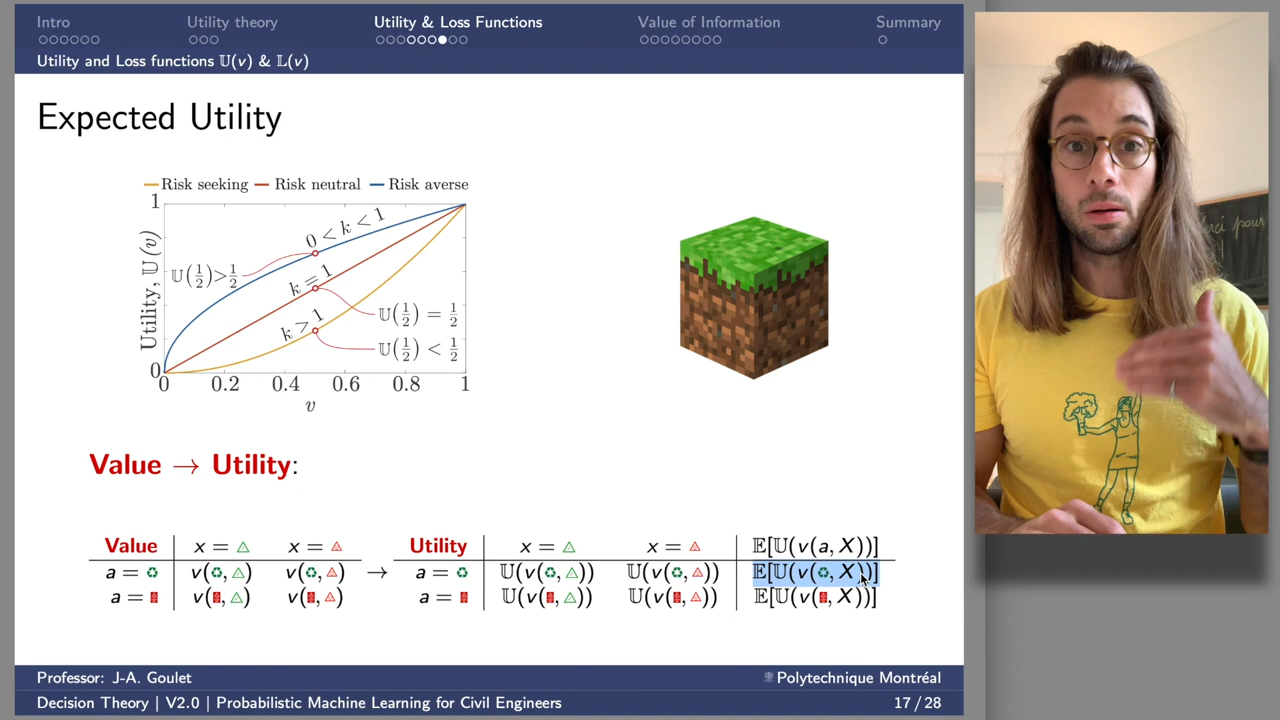 Intro Utility theory Utility & Loss Functions Value of Information Summary
Utility and Loss functions 𝕌(v) & 𝕃(v)
Expected Utility
Risk seeking Risk neutral Risk averse
Utility, 𝕌(v)
1
0
0 < k < 1
k = 1
k > 1
𝕌(1/2)>1/2
𝕌(1/2) = 1/2
𝕌(1/2) < 1/2
0 0.2 0.4 0.6 0.8 1
v
Value → Utility:
Value x = △ x = △ Utility x = △ x = △ 𝔼[𝕌(v(a, X))]
a = ♻ v(♻, △) v(♻, △) → a = ♻ 𝕌(v(♻, △)) 𝕌(v(♻, △)) 𝔼[𝕌(v(♻, X))]
a = v( , △) v( , △) a = 𝕌(v( , △)) 𝕌(v( , △)) 𝔼[𝕌(v( , X))]
Professor: J-A. Goulet Polytechnique Montréal
Decision Theory | V2.0 | Probabilistic Machine Learning for Civil Engineers 17 / 28
erci pour